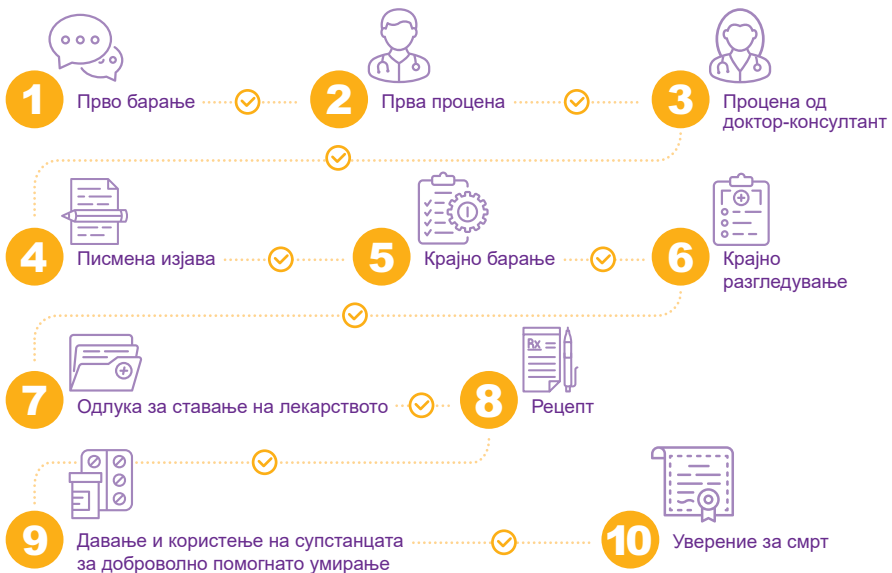 1 Прво барање
2 Прва процена
3 Процена од
доктор-консултант
4 Писмена изјава
5 Крајно барање
6 Крајно
разгледување
7 Одлука за ставање на лекарството
8 Рецепт
Rx
9 Давање и користење на супстанцата
за доброволно помогнато умирање
10 Уверение за смрт